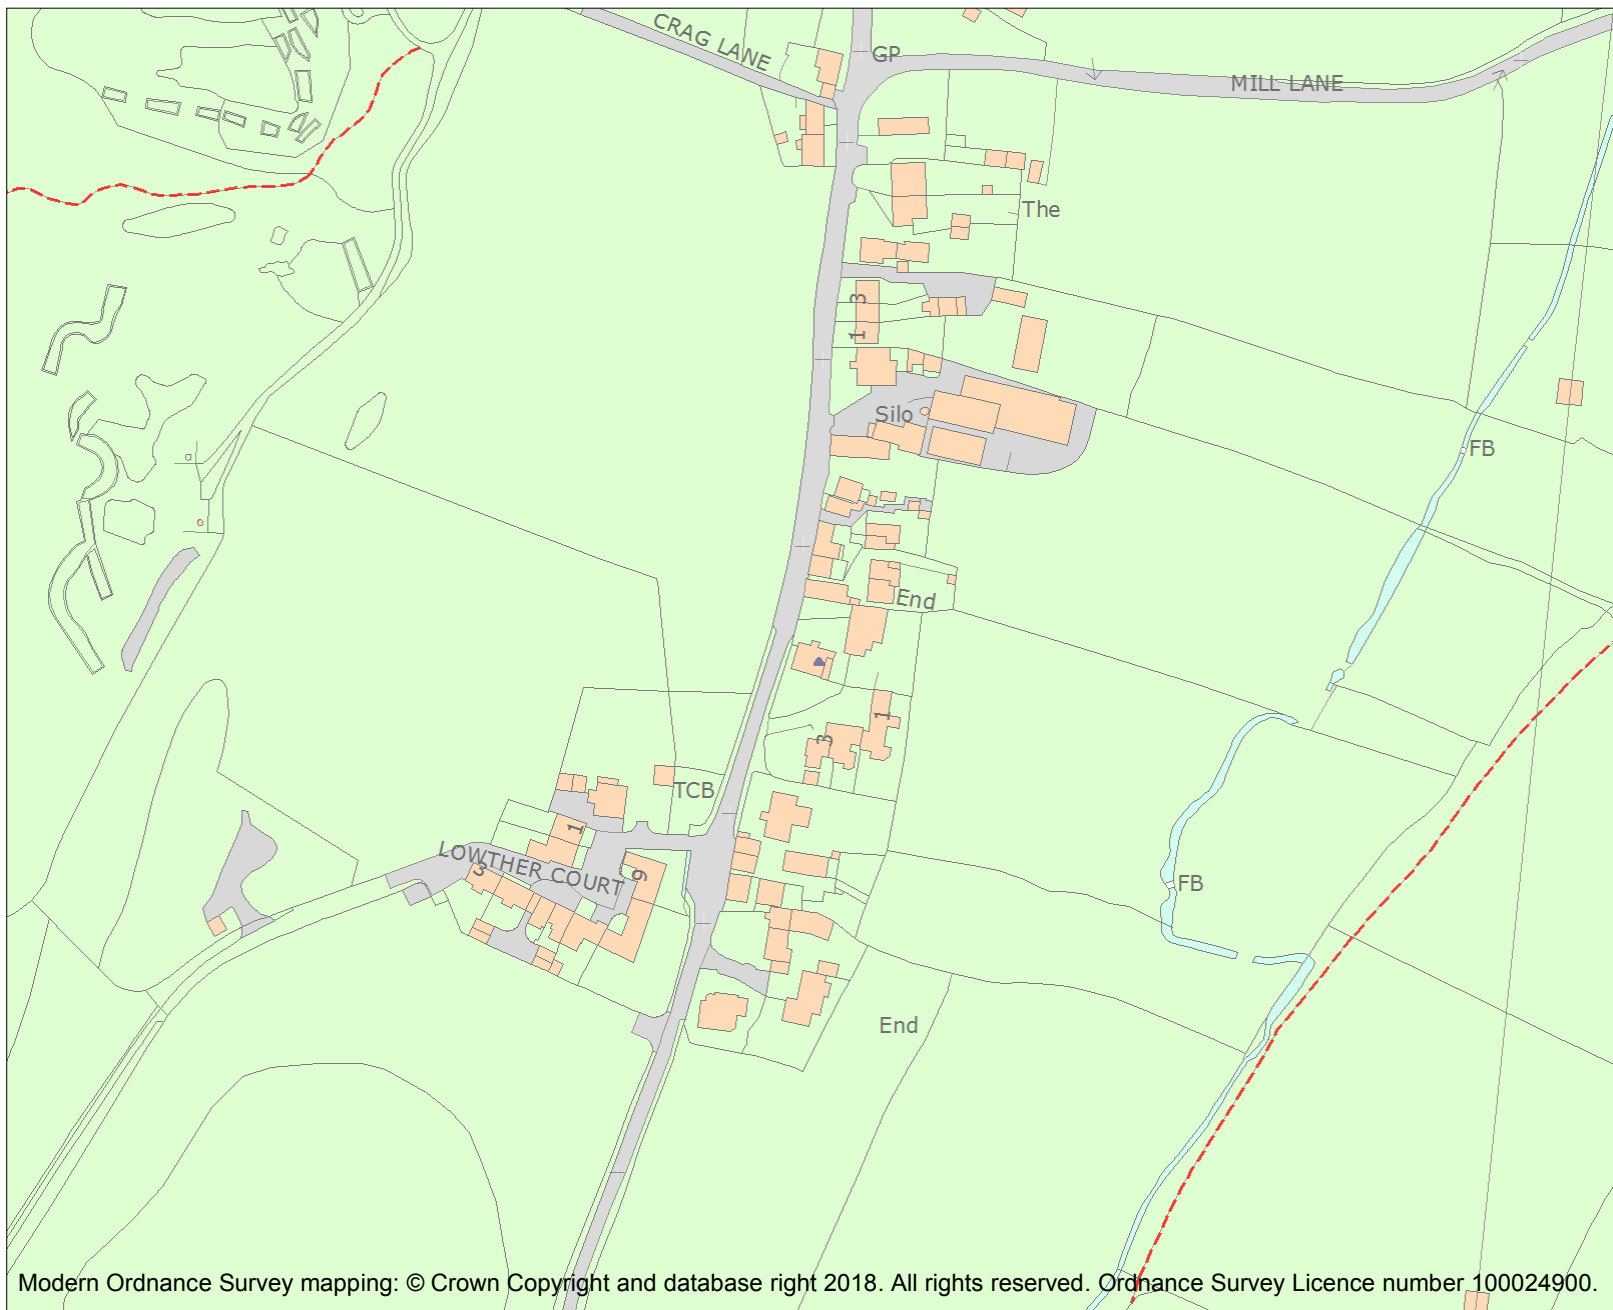 CRAG LANE
GP
MILL LANE
The
3
1
Silo
FB
End
1
3
TCB
1
LOWTHER COURT
3
9
FB
End
Modern Ordnance Survey mapping: © Crown Copyright and database right 2018. All rights reserved. Ordnance Survey Licence number 100024900.